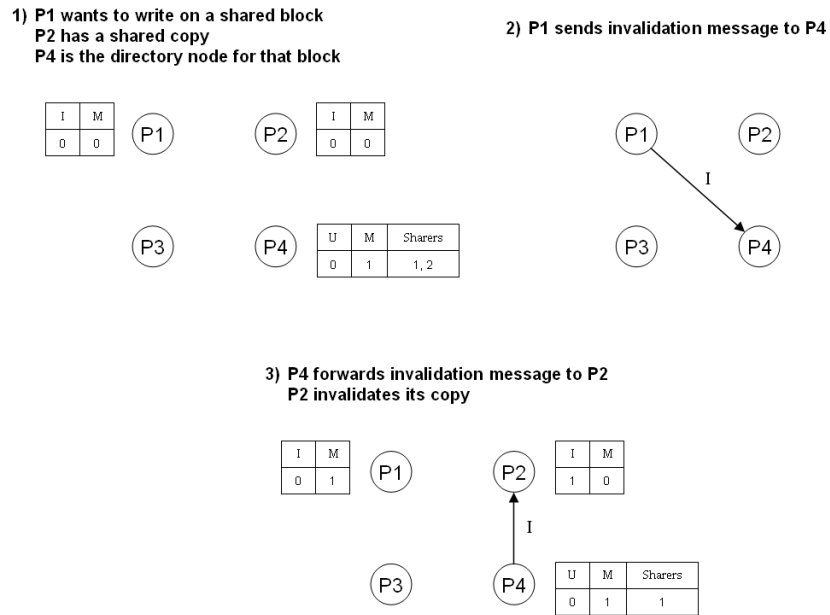 1) P1 wants to write on a shared block
P2 has a shared copy
P4 is the directory node for that block
2) P1 sends invalidation message to P4
I M
0 0
P1
P2
I M
0 0
P3
P4
U M Sharers
0 1 1, 2
P1
P2
I
P3
P4
3) P4 forwards invalidation message to P2
P2 invalidates its copy
I M
0 1
P1
P2
I M
1 0
I
P3
P4
U M Sharers
0 1 1